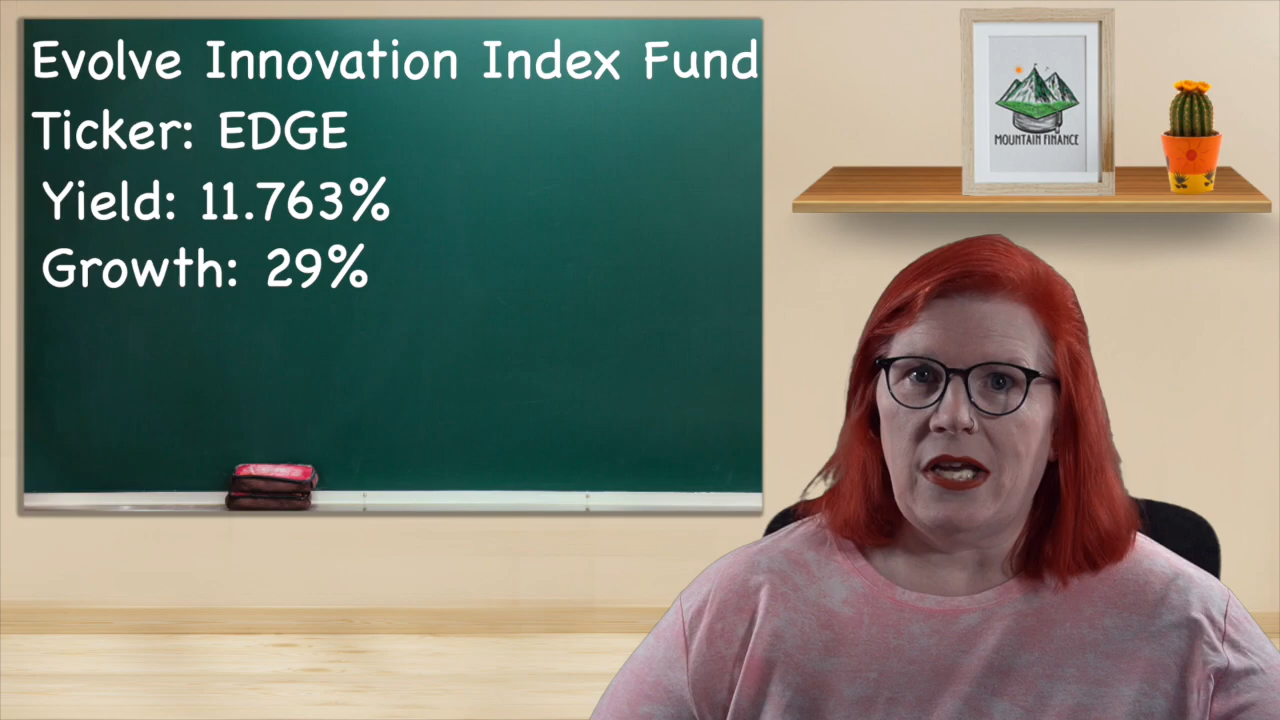 Evolve Innovation Index Fund
Ticker: EDGE
Yield: 11.763%
Growth: 29%
MOUNTAIN FINANCE